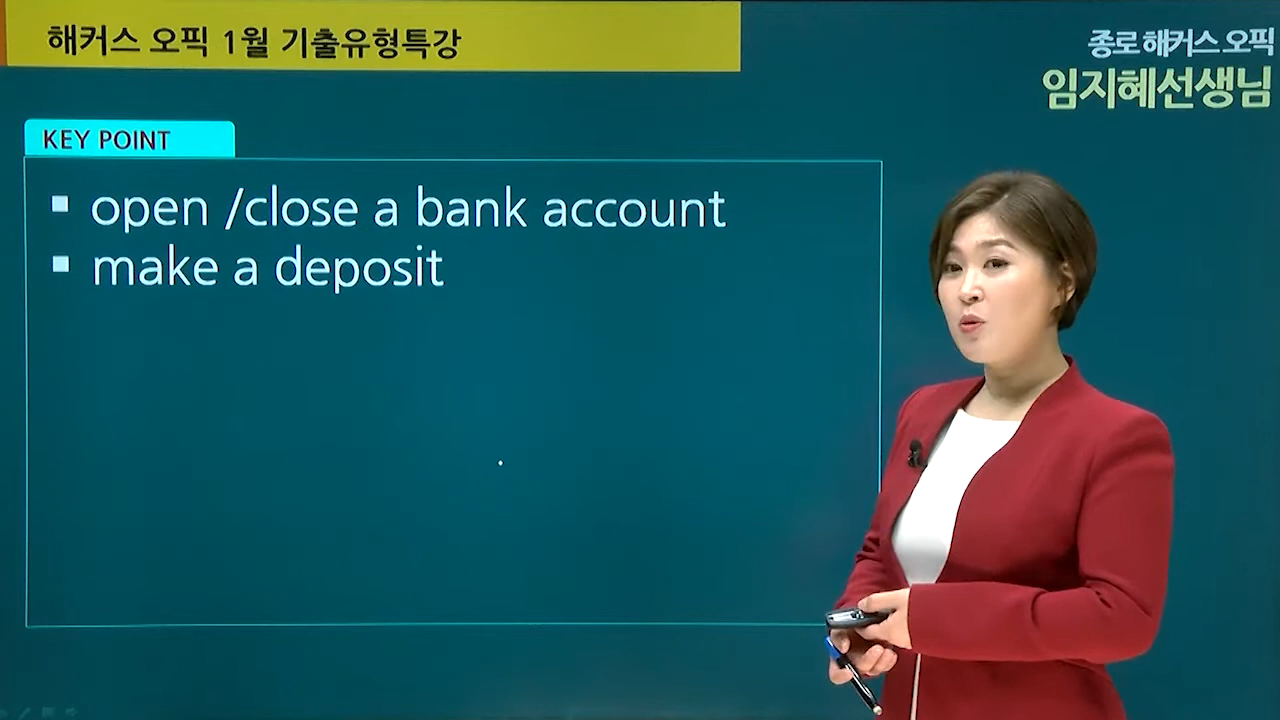 해커스 오픽 1월 기출유형특강
종로 해커스 오픽
임지혜선생님
KEY POINT
▪ open /close a bank account
▪ make a deposit